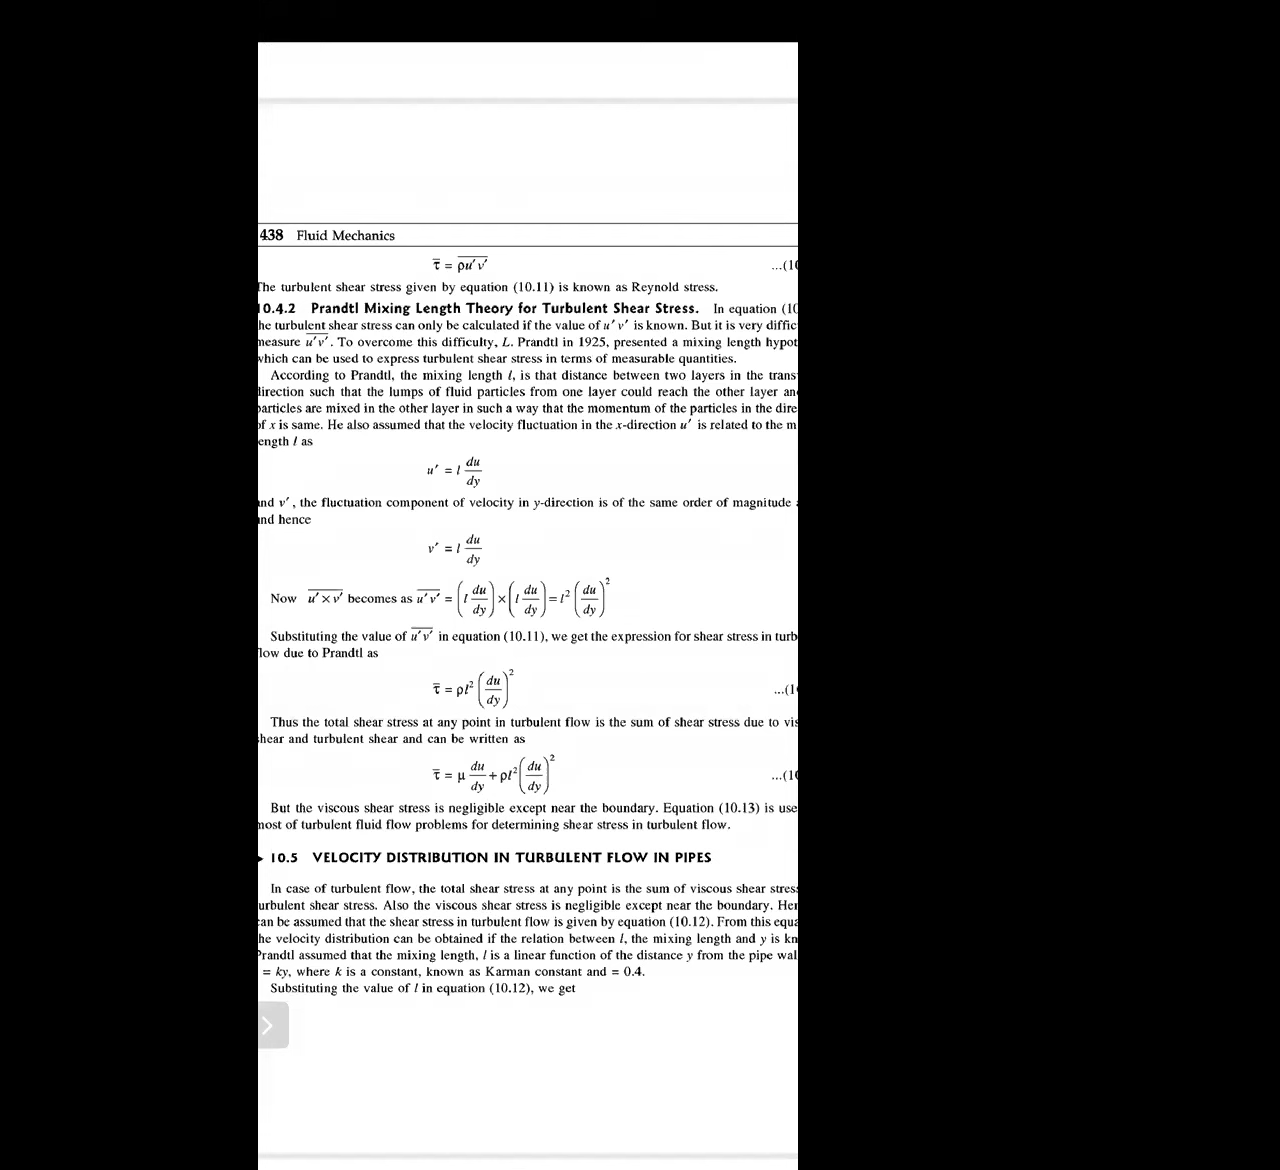 438 Fluid Mechanics
τ̄ = ρu′v′ ...(10
The turbulent shear stress given by equation (10.11) is known as Reynold stress.
10.4.2 Prandtl Mixing Length Theory for Turbulent Shear Stress. In equation (10
he turbulent shear stress can only be calculated if the value of u′v′ is known. But it is very diffic
measure u′v′. To overcome this difficulty, L. Prandtl in 1925, presented a mixing length hypot
which can be used to express turbulent shear stress in terms of measurable quantities.
According to Prandtl, the mixing length l, is that distance between two layers in the trans
direction such that the lumps of fluid particles from one layer could reach the other layer an
particles are mixed in the other layer in such a way that the momentum of the particles in the dire
of x is same. He also assumed that the velocity fluctuation in the x-direction u′ is related to the m
ength l as
u′ = l du/dy
and v′, the fluctuation component of velocity in y-direction is of the same order of magnitude
and hence
v′ = l du/dy
Now u′ × v′ becomes as u′v′ = (l du/dy) × (l du/dy) = l² (du/dy)²
Substituting the value of u′v′ in equation (10.11), we get the expression for shear stress in turb
low due to Prandtl as
τ̄ = ρl² (du/dy)² ...(1
Thus the total shear stress at any point in turbulent flow is the sum of shear stress due to vis
shear and turbulent shear and can be written as
τ̄ = μ du/dy + ρl² (du/dy)² ...(10
But the viscous shear stress is negligible except near the boundary. Equation (10.13) is use
most of turbulent fluid flow problems for determining shear stress in turbulent flow.
10.5 VELOCITY DISTRIBUTION IN TURBULENT FLOW IN PIPES
In case of turbulent flow, the total shear stress at any point is the sum of viscous shear stres
urbulent shear stress. Also the viscous shear stress is negligible except near the boundary. Her
can be assumed that the shear stress in turbulent flow is given by equation (10.12). From this equa
he velocity distribution can be obtained if the relation between l, the mixing length and y is kn
Prandtl assumed that the mixing length, l is a linear function of the distance y from the pipe wal
= ky, where k is a constant, known as Karman constant and = 0.4.
Substituting the value of l in equation (10.12), we get